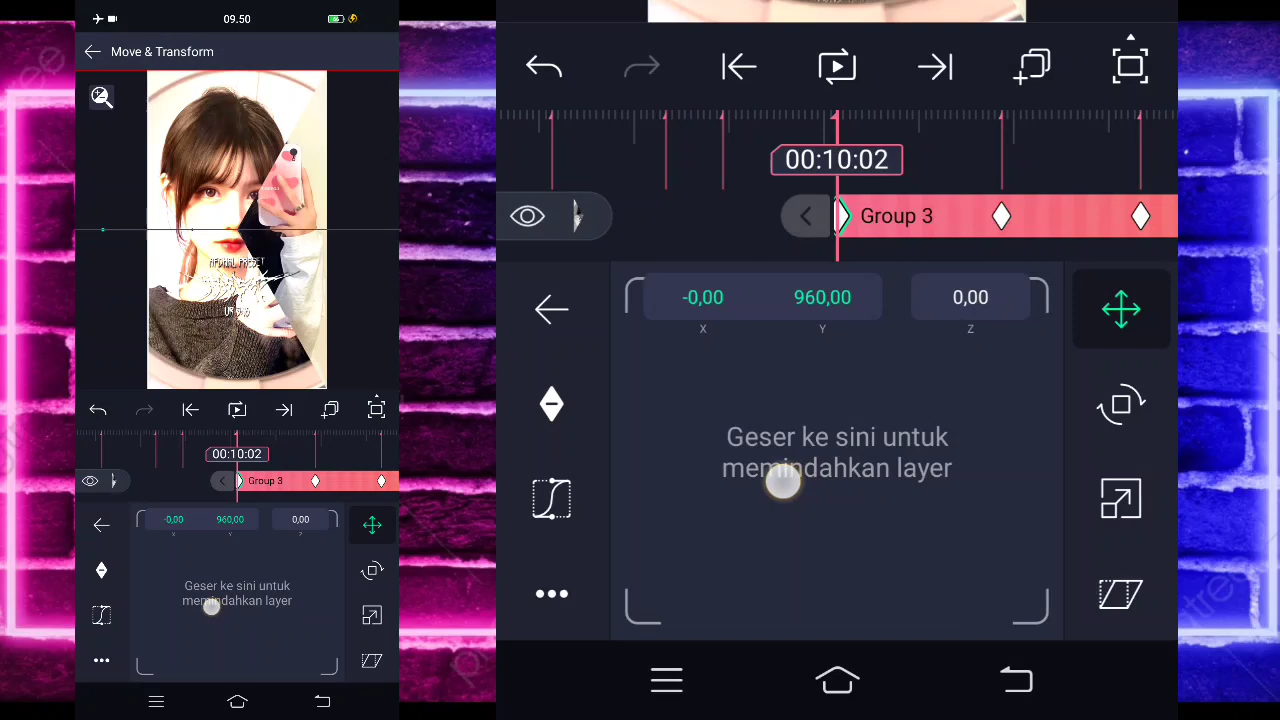 09.50
Move & Transform
AFDAAL PRESET
00:10:02
Group 3
-0,00 960,00 0,00
X Y Z
Geser ke sini untuk
memindahkan layer
00:10:02
Group 3
-0,00 960,00 0,00
X Y Z
Geser ke sini untuk
memindahkan layer